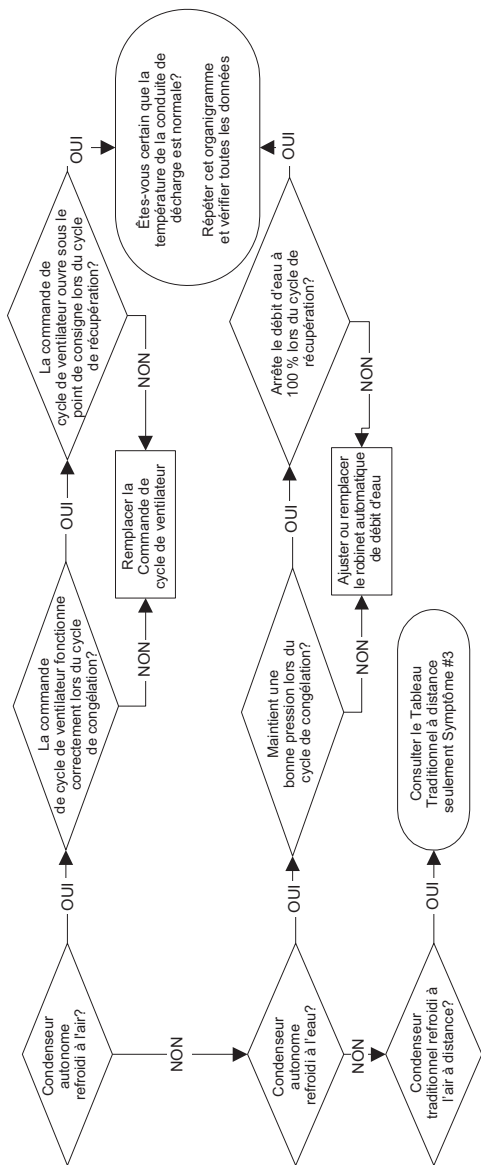 Condenseur
autonome
refroidi à l'air?
OUI
La commande
de cycle de ventilateur fonctionne
correctement lors du cycle
de congélation?
OUI
La commande de
cycle de ventilateur ouvre sous le
point de consigne lors du cycle
de récupération?
OUI
Êtes-vous certain que la
température de la conduite de
décharge est normale?
Répéter cet organigramme
et vérifier toutes les données
NON
Remplacer la
Commande de
cycle de ventilateur
NON
NON
Condenseur
autonome
refroidi à l'eau?
OUI
Maintient une
bonne pression lors du
cycle de congélation?
OUI
Arrête le débit d'eau à
100 % lors du cycle de
récupération?
OUI
NON
Ajuster ou remplacer
le robinet automatique
de débit d'eau
NON
NON
Condenseur
traditionnel refroidi à
l'air à distance?
OUI
Consulter le Tableau
Traditionnel à distance
seulement Symptôme #3